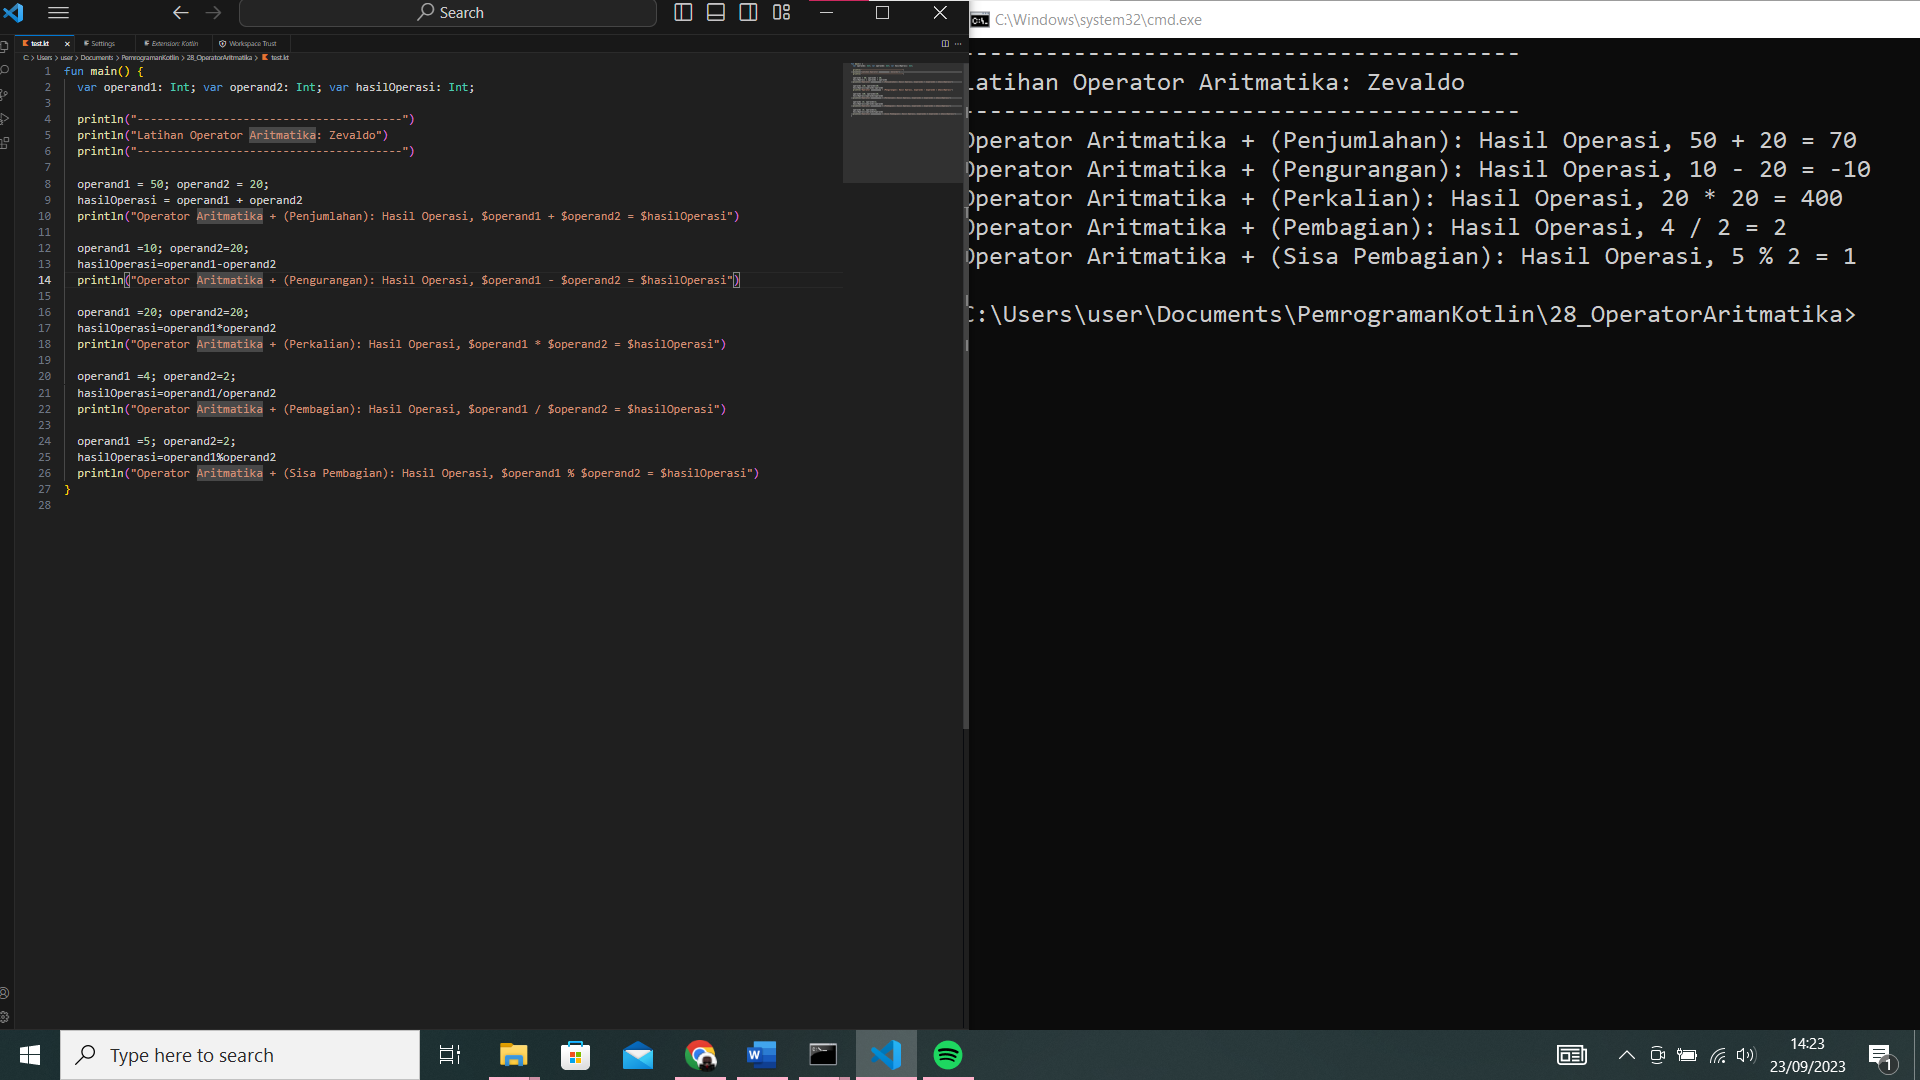 Search
test.kt
Settings
Extension: Kotlin
Workspace Trust
C: > Users > user > Documents > PemrogramanKotlin > 28_OperatorAritmatika > test.kt
1 fun main() {
2 var operand1: Int; var operand2: Int; var hasilOperasi: Int;
3
4 println("----------------------------------------")
5 println("Latihan Operator Aritmatika: Zevaldo")
6 println("----------------------------------------")
7
8 operand1 = 50; operand2 = 20;
9 hasilOperasi = operand1 + operand2
10 println("Operator Aritmatika + (Penjumlahan): Hasil Operasi, $operand1 + $operand2 = $hasilOperasi")
11
12 operand1 =10; operand2=20;
13 hasilOperasi=operand1-operand2
14 println("Operator Aritmatika + (Pengurangan): Hasil Operasi, $operand1 - $operand2 = $hasilOperasi")
15
16 operand1 =20; operand2=20;
17 hasilOperasi=operand1*operand2
18 println("Operator Aritmatika + (Perkalian): Hasil Operasi, $operand1 * $operand2 = $hasilOperasi")
19
20 operand1 =4; operand2=2;
21 hasilOperasi=operand1/operand2
22 println("Operator Aritmatika + (Pembagian): Hasil Operasi, $operand1 / $operand2 = $hasilOperasi")
23
24 operand1 =5; operand2=2;
25 hasilOperasi=operand1%operand2
26 println("Operator Aritmatika + (Sisa Pembagian): Hasil Operasi, $operand1 % $operand2 = $hasilOperasi")
27 }
28
C:\Windows\system32\cmd.exe
----------------------------------------
Latihan Operator Aritmatika: Zevaldo
----------------------------------------
Operator Aritmatika + (Penjumlahan): Hasil Operasi, 50 + 20 = 70
Operator Aritmatika + (Pengurangan): Hasil Operasi, 10 - 20 = -10
Operator Aritmatika + (Perkalian): Hasil Operasi, 20 * 20 = 400
Operator Aritmatika + (Pembagian): Hasil Operasi, 4 / 2 = 2
Operator Aritmatika + (Sisa Pembagian): Hasil Operasi, 5 % 2 = 1
C:\Users\user\Documents\PemrogramanKotlin\28_OperatorAritmatika>
Type here to search
14:23
23/09/2023
1